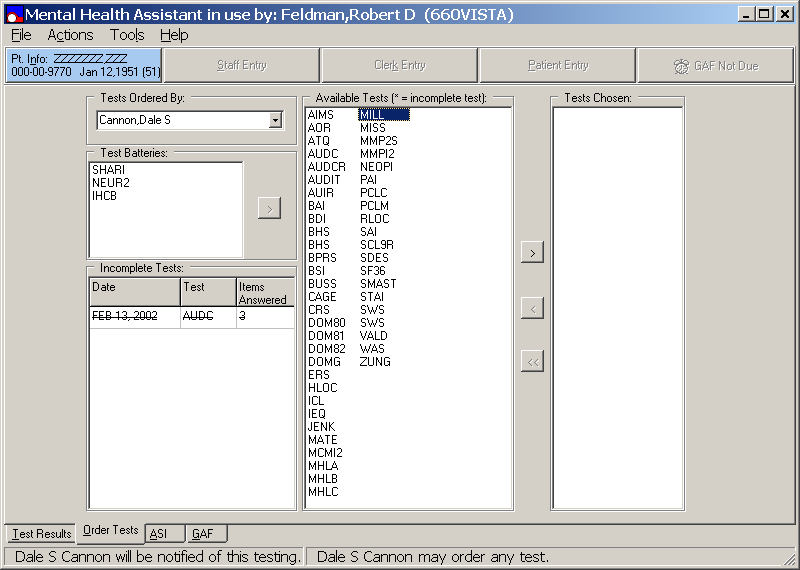 Mental Health Assistant in use by: Feldman,Robert D (660VISTA)
File Actions Tools Help
Pt. Info: ZZZZZZZZ,ZZZ
000-00-9770 Jan 12,1951 (51)
Staff Entry
Clerk Entry
Patient Entry
GAF Not Due
Tests Ordered By:
Cannon,Dale S
Test Batteries:
SHARI
NEUR2
IHCB
>
Incomplete Tests:
Date Test Items Answered
FEB 13, 2002 AUDC 3
Available Tests (* = incomplete test):
AIMS MILL
AOR MISS
ATQ MMP2S
AUDC MMPI2
AUDCR NEOPI
AUDIT PAI
AUIR PCLC
BAI PCLM
BDI RLOC
BHS SAI
BHS SCL9R
BPRS SDES
BSI SF36
BUSS SMAST
CAGE STAI
CRS SWS
DOM80 SWS
DOM81 VALD
DOM82 WAS
DOMG ZUNG
ERS
HLOC
ICL
IEQ
JENK
MATE
MCMI2
MHLA
MHLB
MHLC
>
<
<<
Tests Chosen:
Test Results Order Tests ASI GAF
Dale S Cannon will be notified of this testing. Dale S Cannon may order any test.